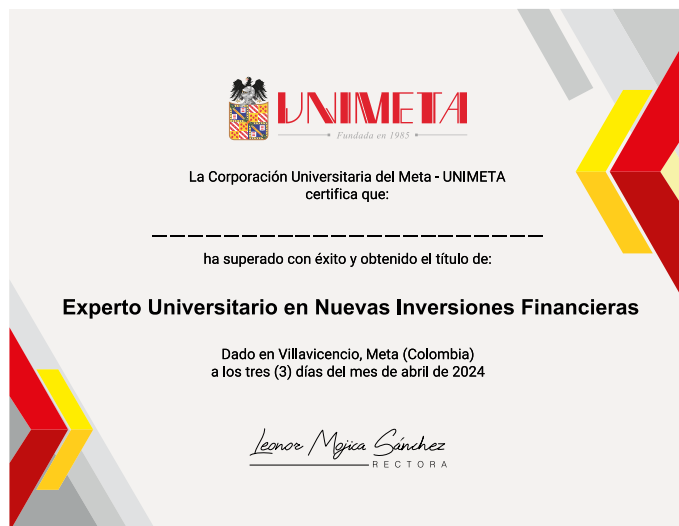 UNIMETA
Fundada en 1985
La Corporación Universitaria del Meta - UNIMETA
certifica que:
ha superado con éxito y obtenido el título de:
Experto Universitario en Nuevas Inversiones Financieras
Dado en Villavicencio, Meta (Colombia)
a los tres (3) días del mes de abril de 2024
Leonor Mojica Sánchez
RECTORA